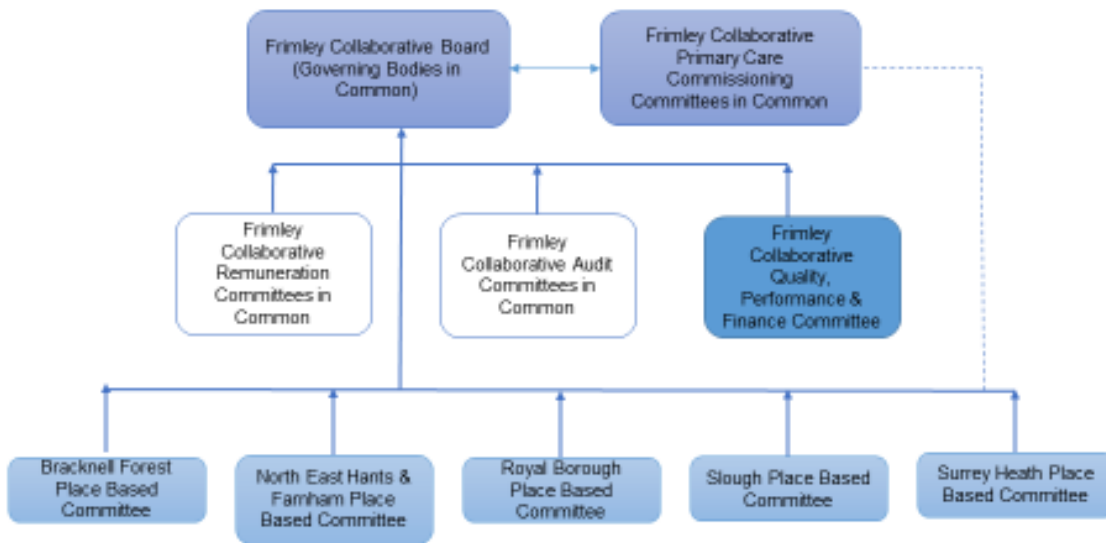 Frimley Collaborative Board
(Governing Bodies in
Common)
Frimley Collaborative
Primary Care
Commissioning
Committees in Common
Frimley
Collaborative
Remuneration
Committees in
Common
Frimley
Collaborative Audit
Committees in
Common
Frimley
Collaborative
Quality,
Performance &
Finance Committee
Bracknell Forest
Place Based
Committee
North East Hants &
Farnham Place
Based Committee
Royal Borough
Place Based
Committee
Slough Place Based
Committee
Surrey Heath Place
Based Committee